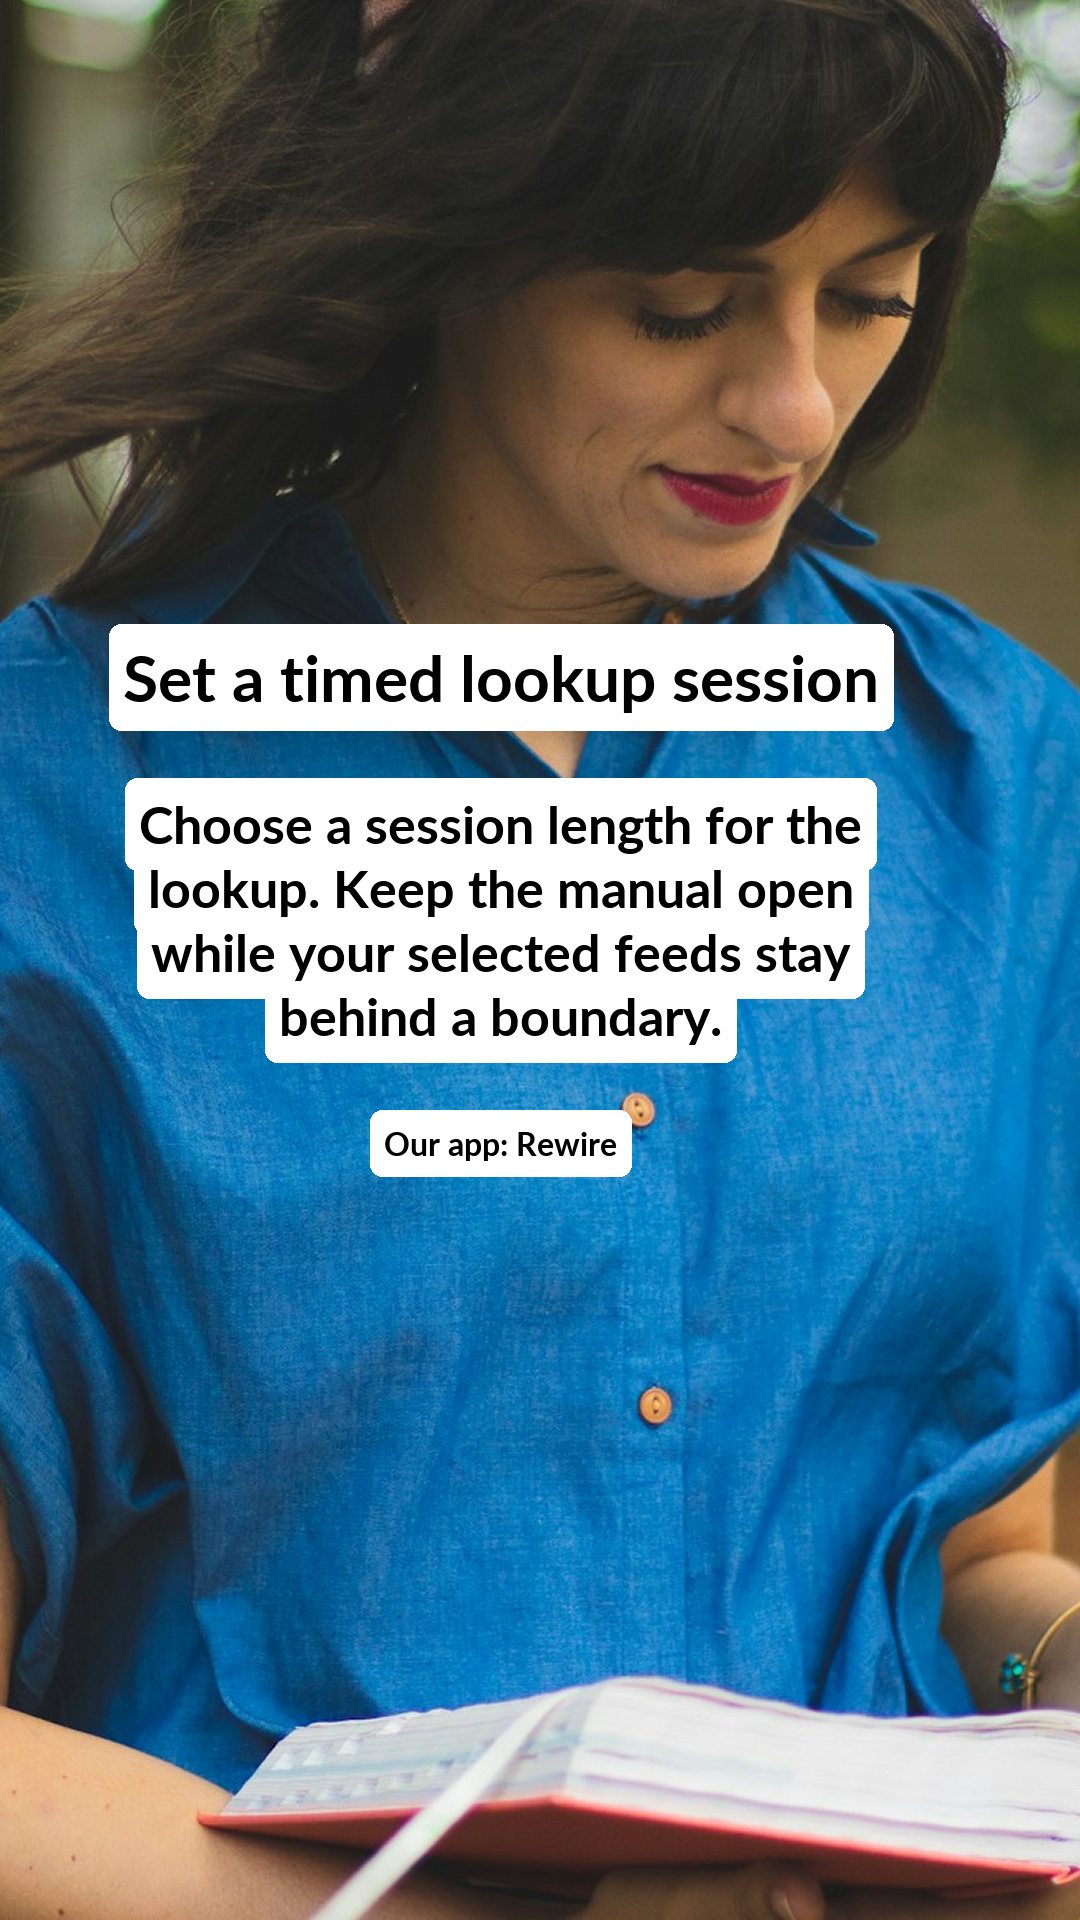 Set a timed lookup session
Choose a session length for the
lookup. Keep the manual open
while your selected feeds stay
behind a boundary.
Our app: Rewire